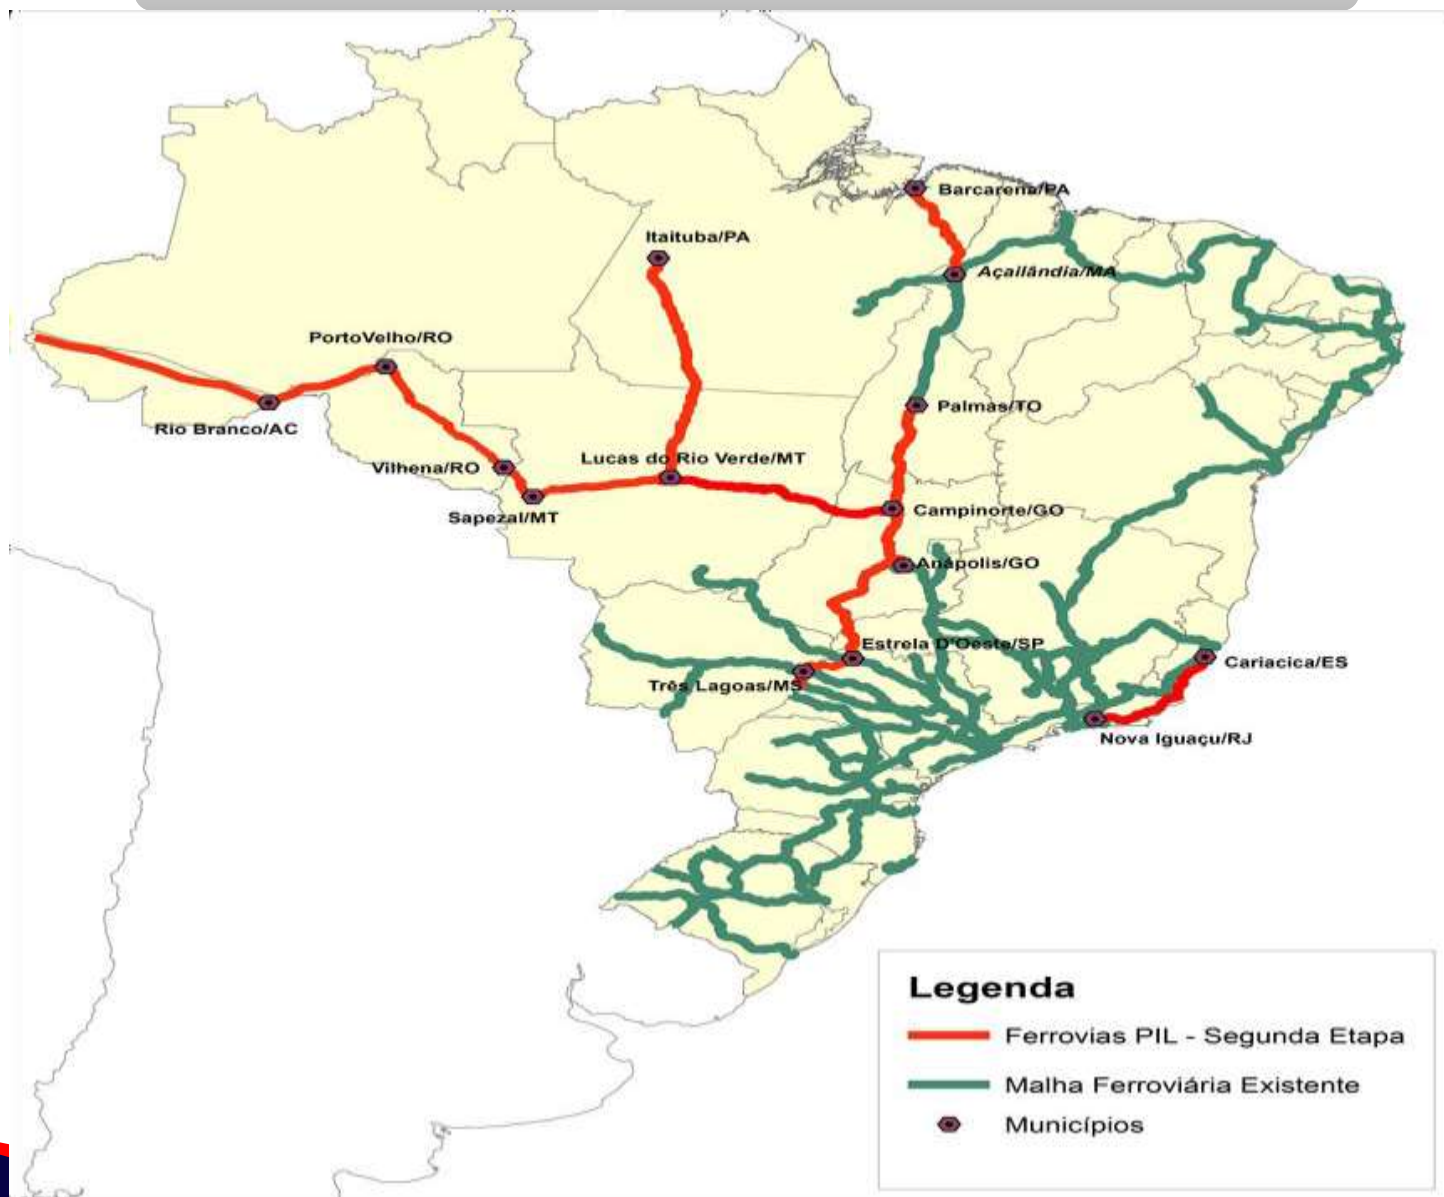 Barcarena/PA
Itaituba/PA
Açailândia/MA
PortoVelho/RO
Palmas/TO
Rio Branco/AC
Lucas do Rio Verde/MT
Vilhena/RO
Sapezal/MT
Campinorte/GO
Anápolis/GO
Estrela D'Oeste/SP
Cariacica/ES
Três Lagoas/MS
Nova Iguaçu/RJ
Legenda
Ferrovias PIL - Segunda Etapa
Malha Ferroviária Existente
Municípios